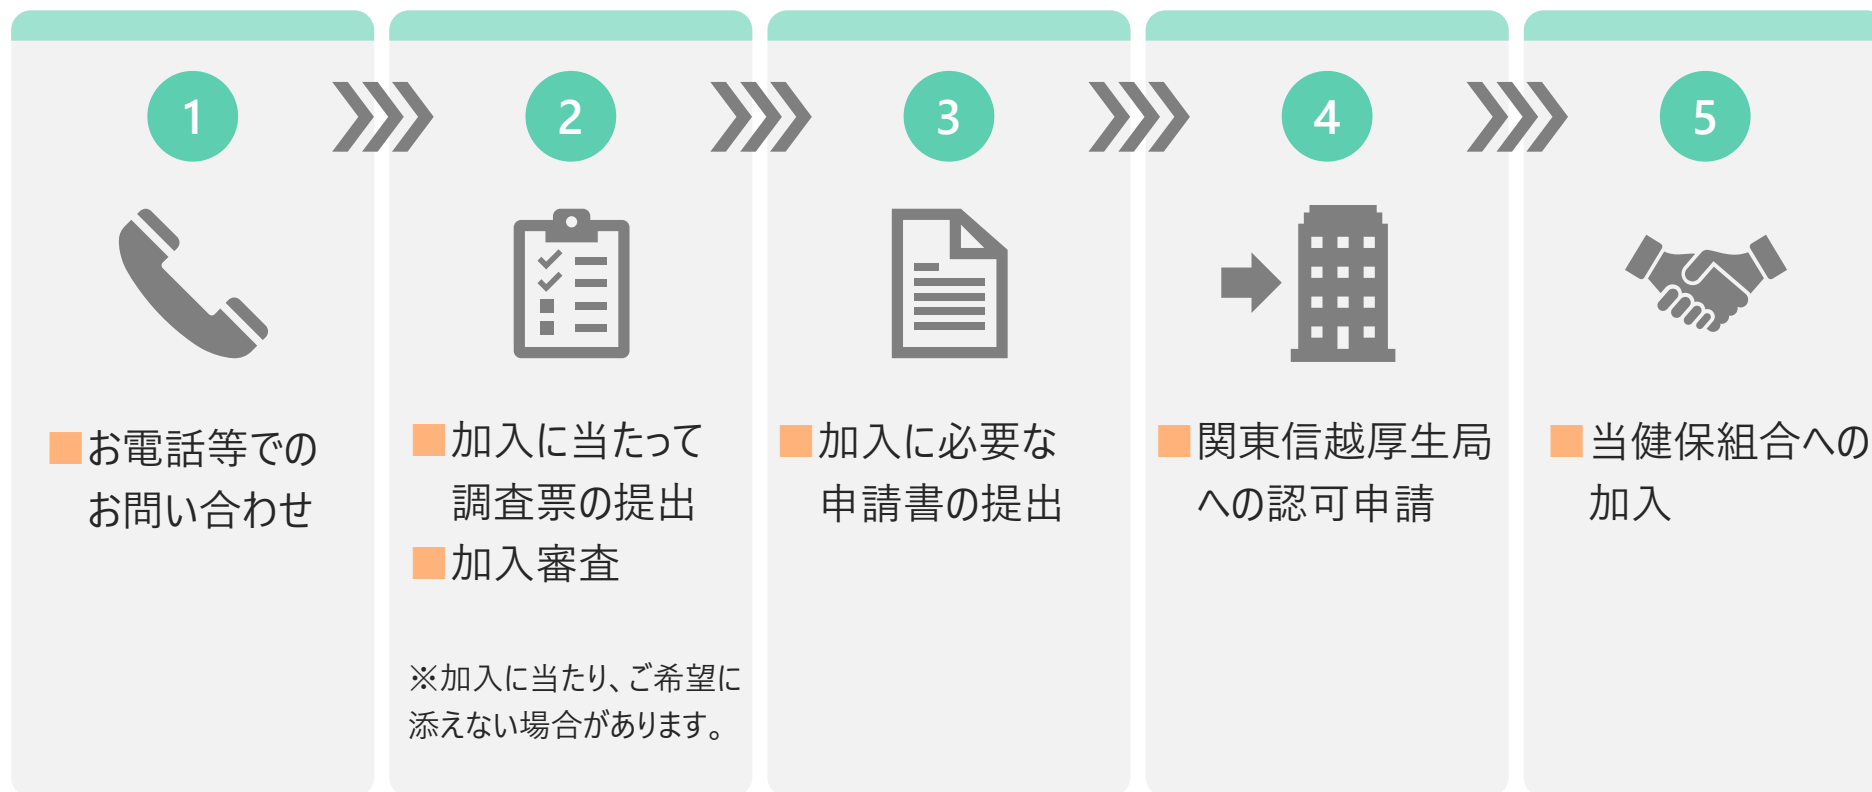 1
■お電話等での
お問い合わせ
2
■加入に当たって
調査票の提出
■加入審査
※加入に当たり、ご希望に
添えない場合があります。
3
■加入に必要な
申請書の提出
4
■関東信越厚生局
への認可申請
5
■当健保組合への
加入